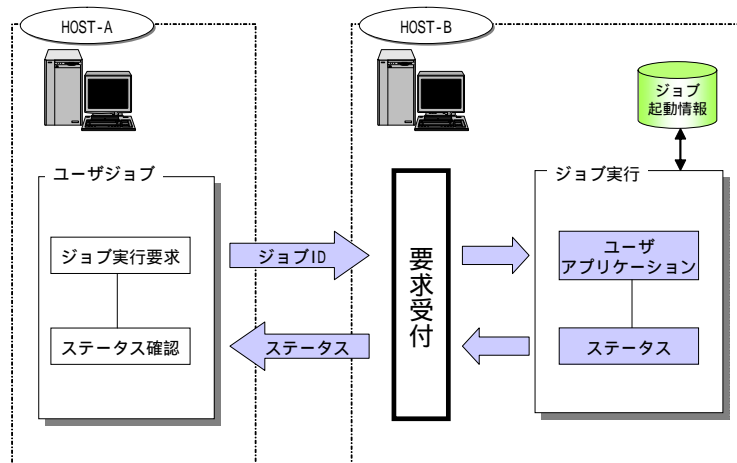 HOST-A
HOST-B
ジョブ
起動情報
ユーザジョブ
ジョブ実行
ジョブ実行要求
ジョブID
要求受付
ユーザ
アプリケーション
ステータス確認
ステータス
ステータス